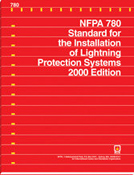 780
NFPA 780
Standard for
the Installation
of Lightning
Protection Systems
2000 Edition